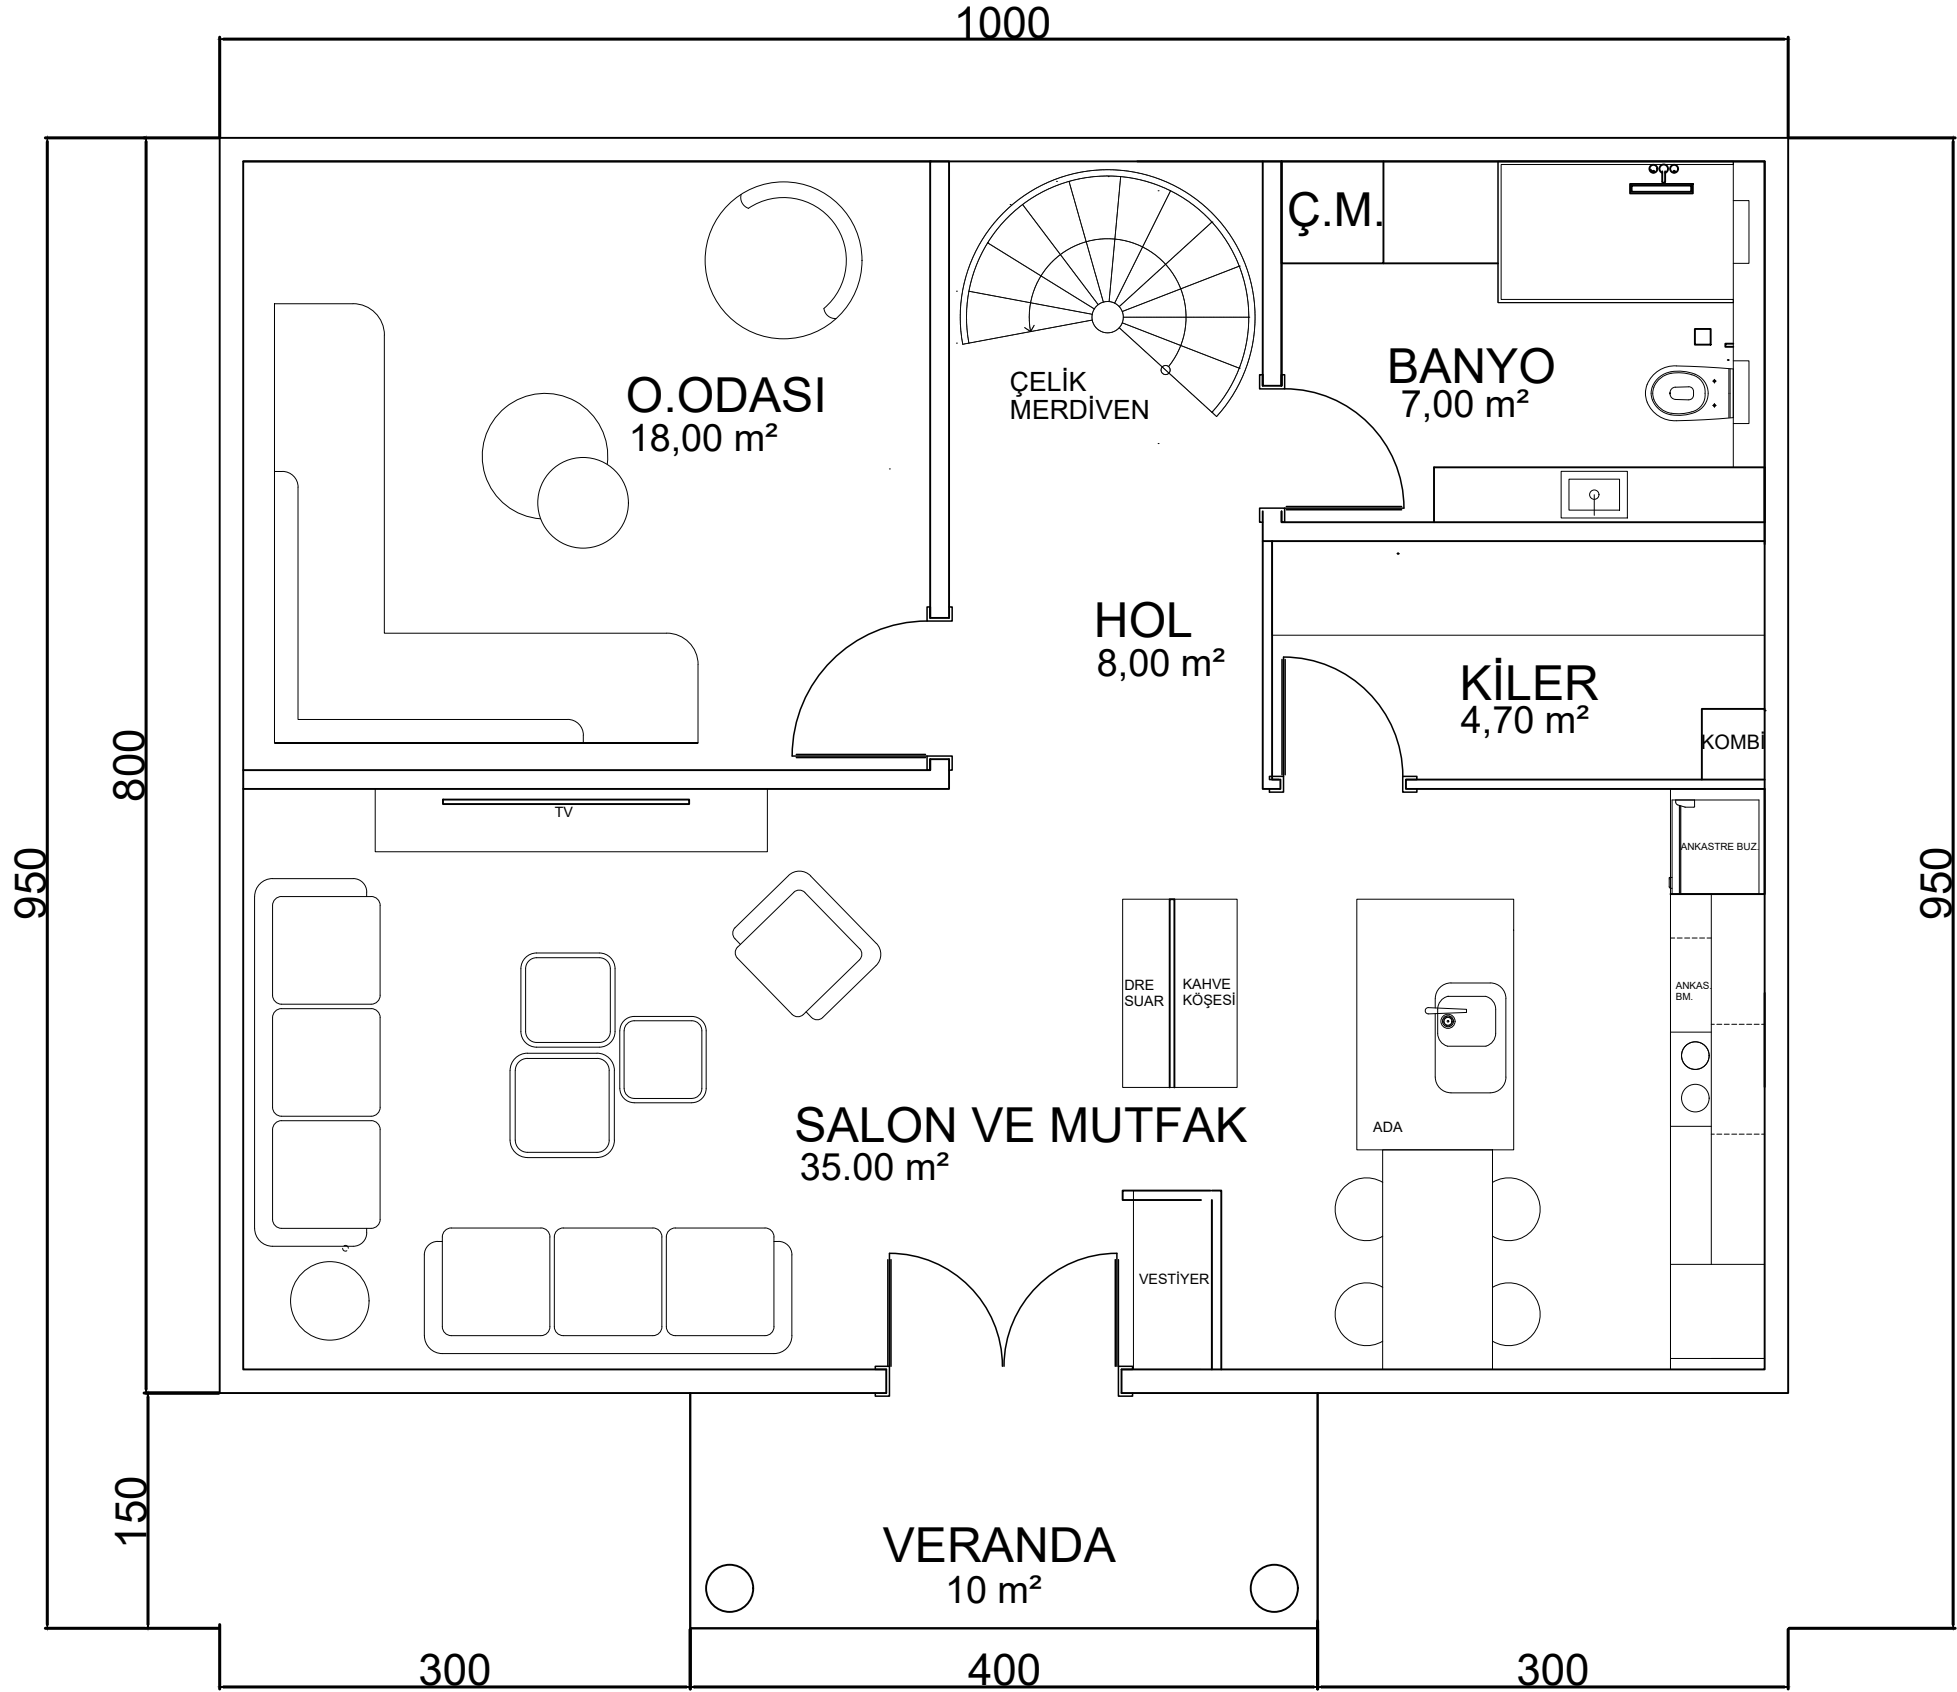 1000
Ç.M.
BANYO
7,00 m²
O.ODASI
18,00 m²
ÇELİK
MERDİVEN
HOL
8,00 m²
KİLER
4,70 m²
KOMBİ
800
950
950
TV
ANKASTRE BUZ.
DRE
SUAR
KAHVE
KÖŞESİ
ANKAS.
BM.
SALON VE MUTFAK
35.00 m²
ADA
VESTİYER
150
VERANDA
10 m²
300
400
300